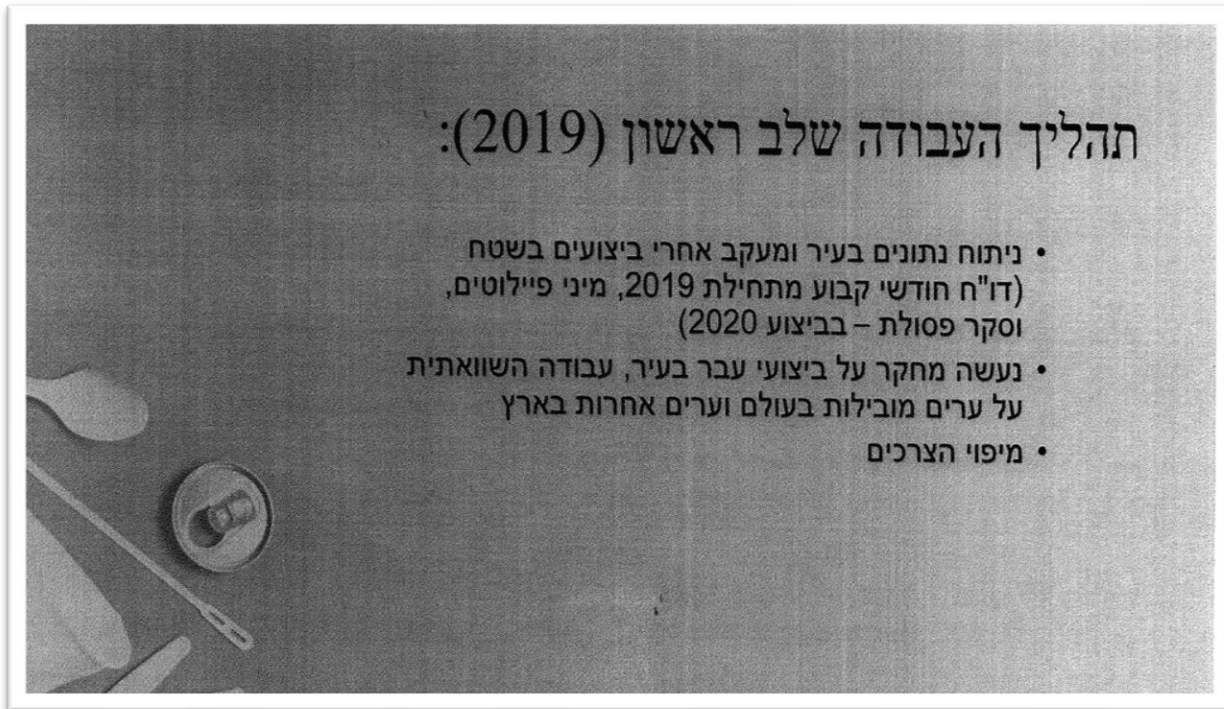 תהליך העבודה שלב ראשון (2019):
• ניתוח נתונים בעיר ומעקב אחרי ביצועים בשטח
(דו"ח חודשי קבוע מתחילת 2019, מיני פיילוטים,
וסקר פסולת – בביצוע 2020)
• נעשה מחקר על ביצועי עבר בעיר, עבודה השוואתית
על ערים מובילות בעולם וערים אחרות בארץ
• מיפוי הצרכים